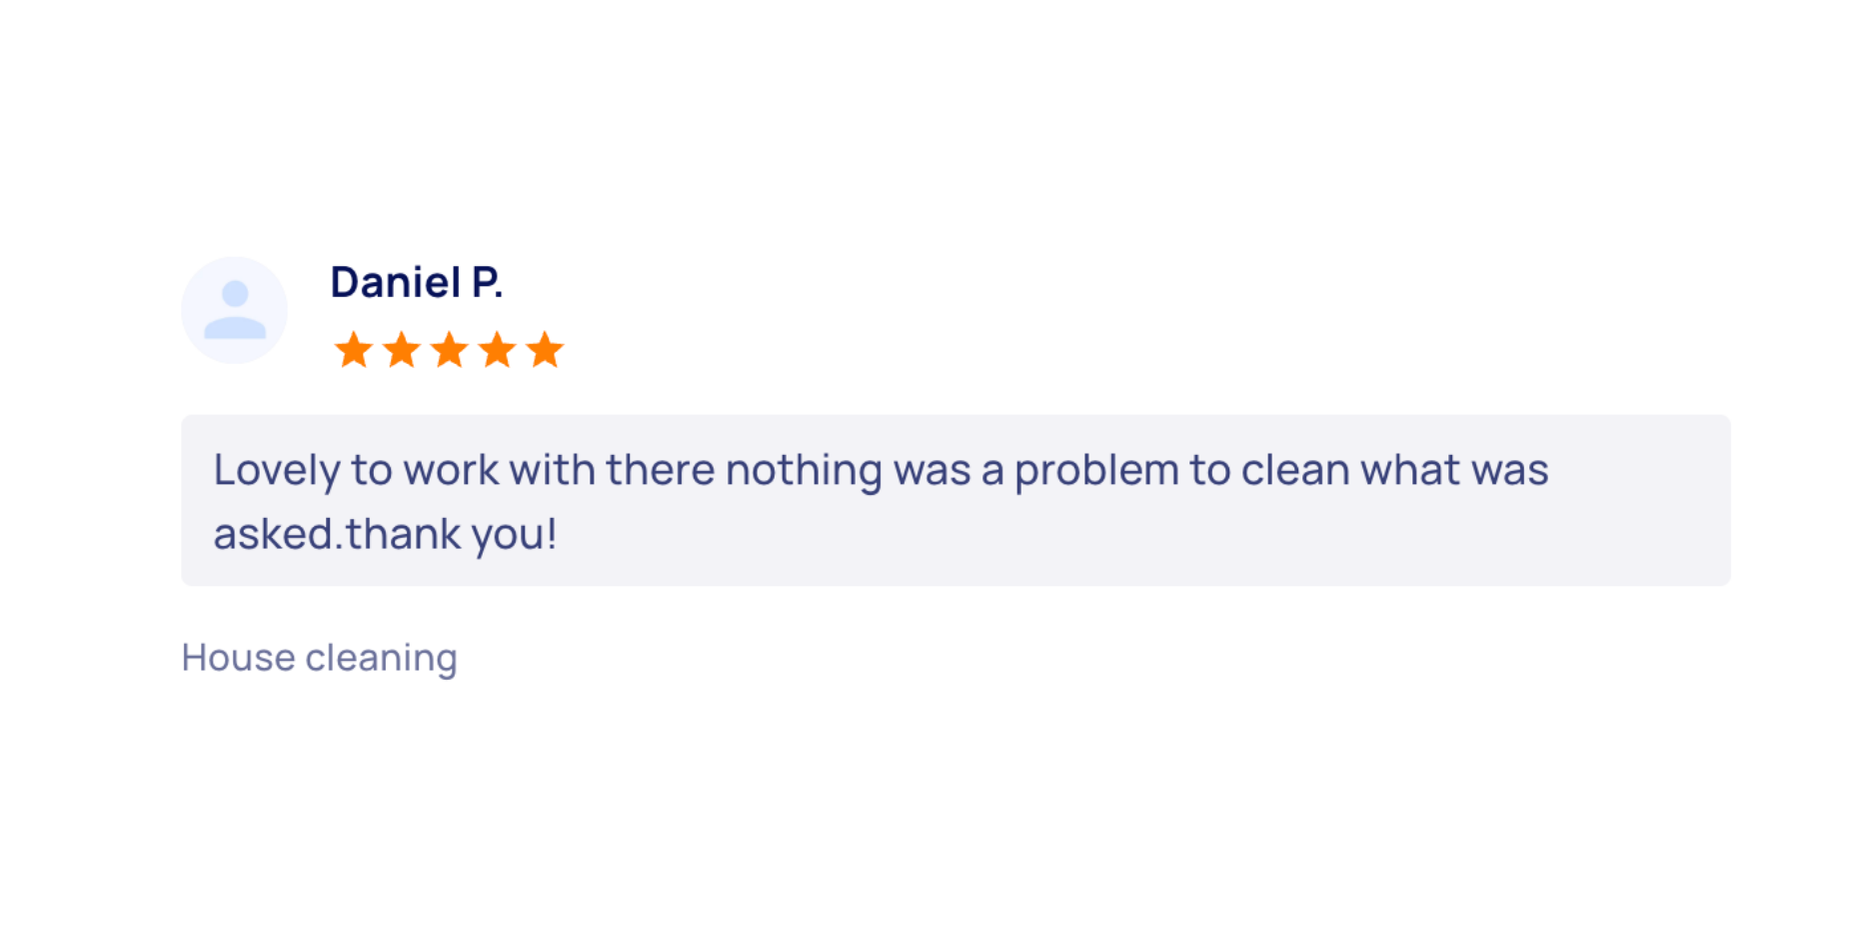 Daniel P.
Lovely to work with there nothing was a problem to clean what was
asked.thank you!
House cleaning